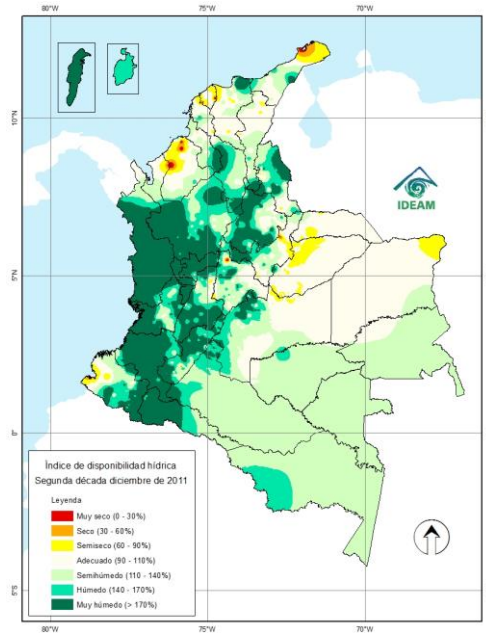 80°W 75°W 70°W
10°N
IDEAM
5°N
0°
Índice de disponibilidad hídrica
Segunda década diciembre de 2011
Leyenda
Muy seco (0 - 30%)
Seco (30 - 60%)
Semiseco (60 - 90%)
Adecuado (90 - 110%)
Semihúmedo (110 - 140%)
Húmedo (140 - 170%)
Muy húmedo (> 170%)
5°S
80°W 75°W 70°W